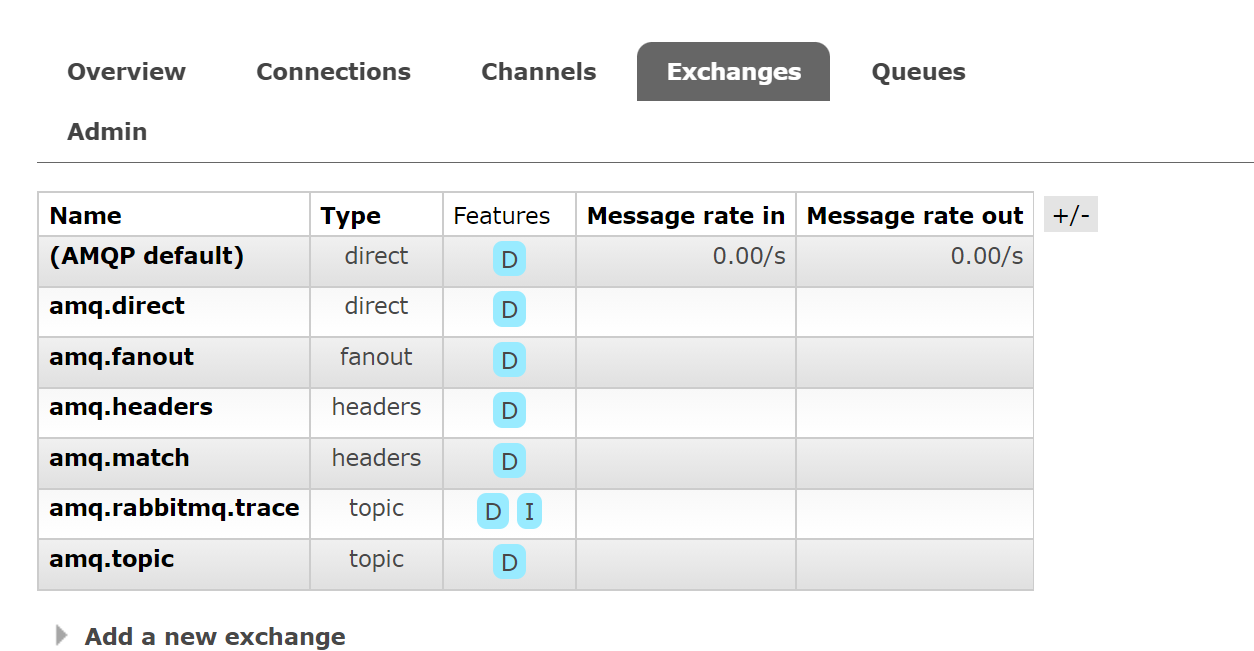 Overview Connections Channels Exchanges Queues
Admin
Name Type Features Message rate in Message rate out +/-
(AMQP default) direct D 0.00/s 0.00/s
amq.direct direct D
amq.fanout fanout D
amq.headers headers D
amq.match headers D
amq.rabbitmq.trace topic D I
amq.topic topic D
Add a new exchange